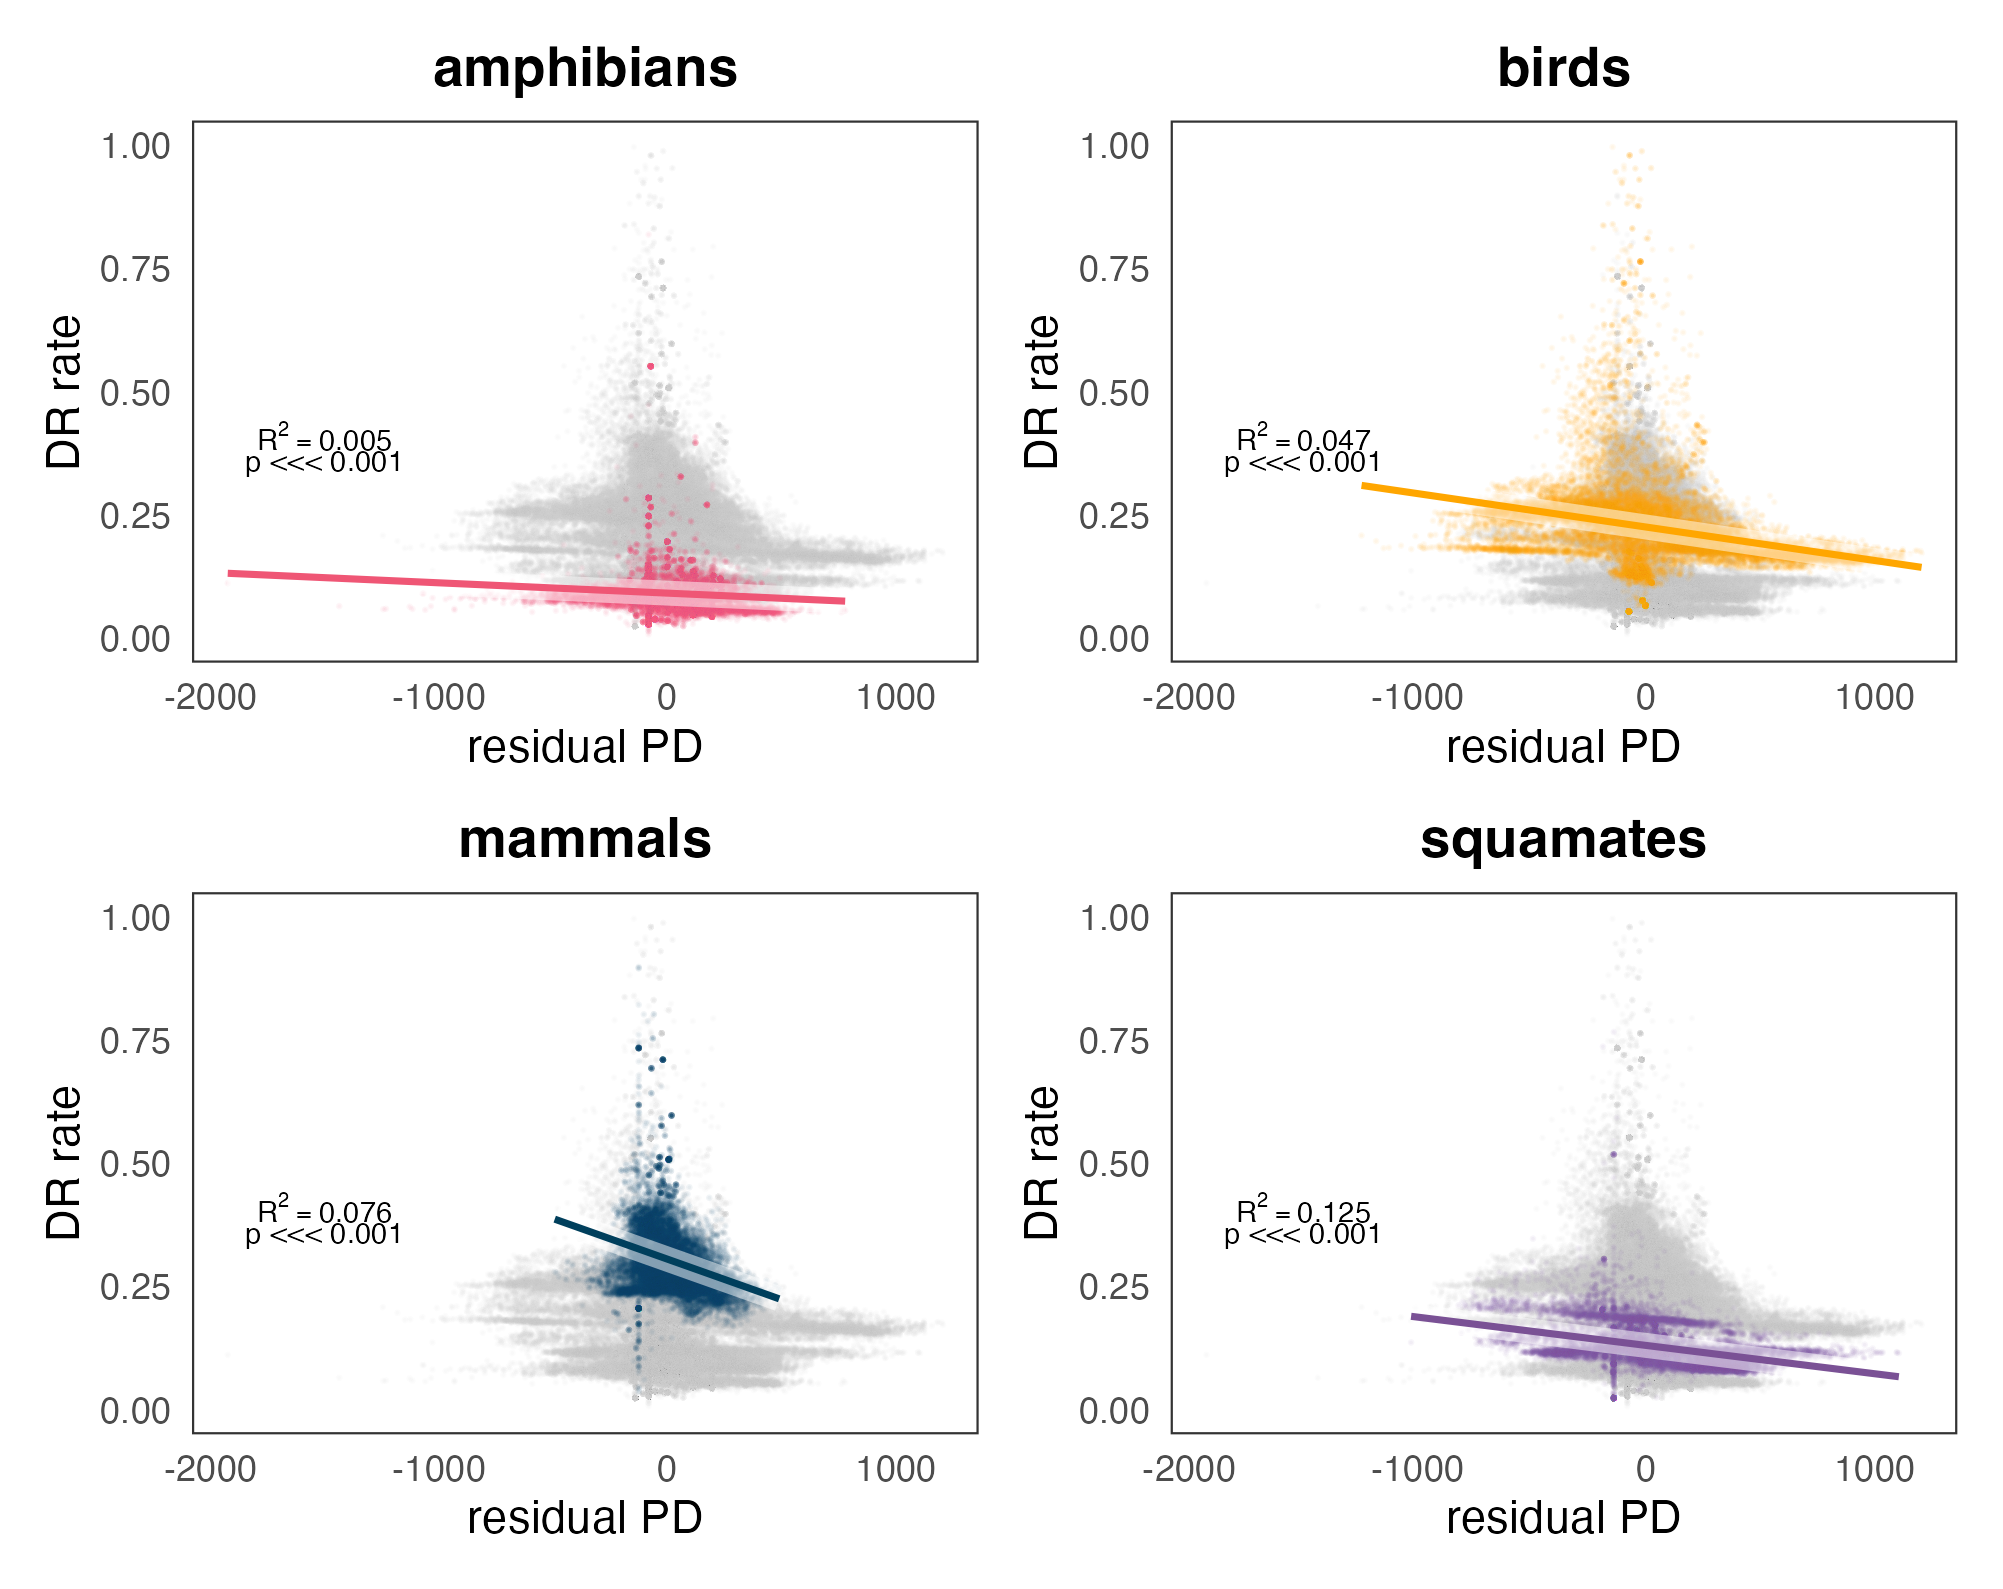 amphibians
1.00
0.75
0.50
0.25
0.00
DR rate
R² = 0.005
p <<< 0.001
-2000 -1000 0 1000
residual PD
birds
1.00
0.75
0.50
0.25
0.00
DR rate
R² = 0.047
p <<< 0.001
-2000 -1000 0 1000
residual PD
mammals
1.00
0.75
0.50
0.25
0.00
DR rate
R² = 0.076
p <<< 0.001
-2000 -1000 0 1000
residual PD
squamates
1.00
0.75
0.50
0.25
0.00
DR rate
R² = 0.125
p <<< 0.001
-2000 -1000 0 1000
residual PD